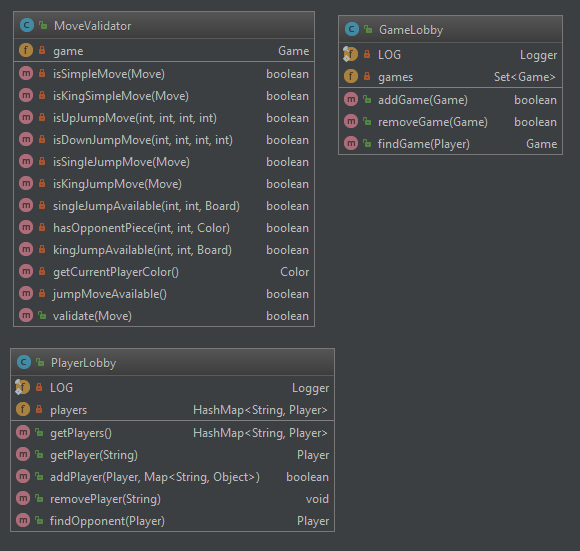 MoveValidator
game Game
isSimpleMove(Move) boolean
isKingSimpleMove(Move) boolean
isUpJumpMove(int, int, int, int) boolean
isDownJumpMove(int, int, int, int) boolean
isSingleJumpMove(Move) boolean
isKingJumpMove(Move) boolean
singleJumpAvailable(int, int, Board) boolean
hasOpponentPiece(int, int, Color) boolean
kingJumpAvailable(int, int, Board) boolean
getCurrentPlayerColor() Color
jumpMoveAvailable() boolean
validate(Move) boolean
GameLobby
LOG Logger
games Set<Game>
addGame(Game) boolean
removeGame(Game) boolean
findGame(Player) Game
PlayerLobby
LOG Logger
players HashMap<String, Player>
getPlayers() HashMap<String, Player>
getPlayer(String) Player
addPlayer(Player, Map<String, Object>) boolean
removePlayer(String) void
findOpponent(Player) Player